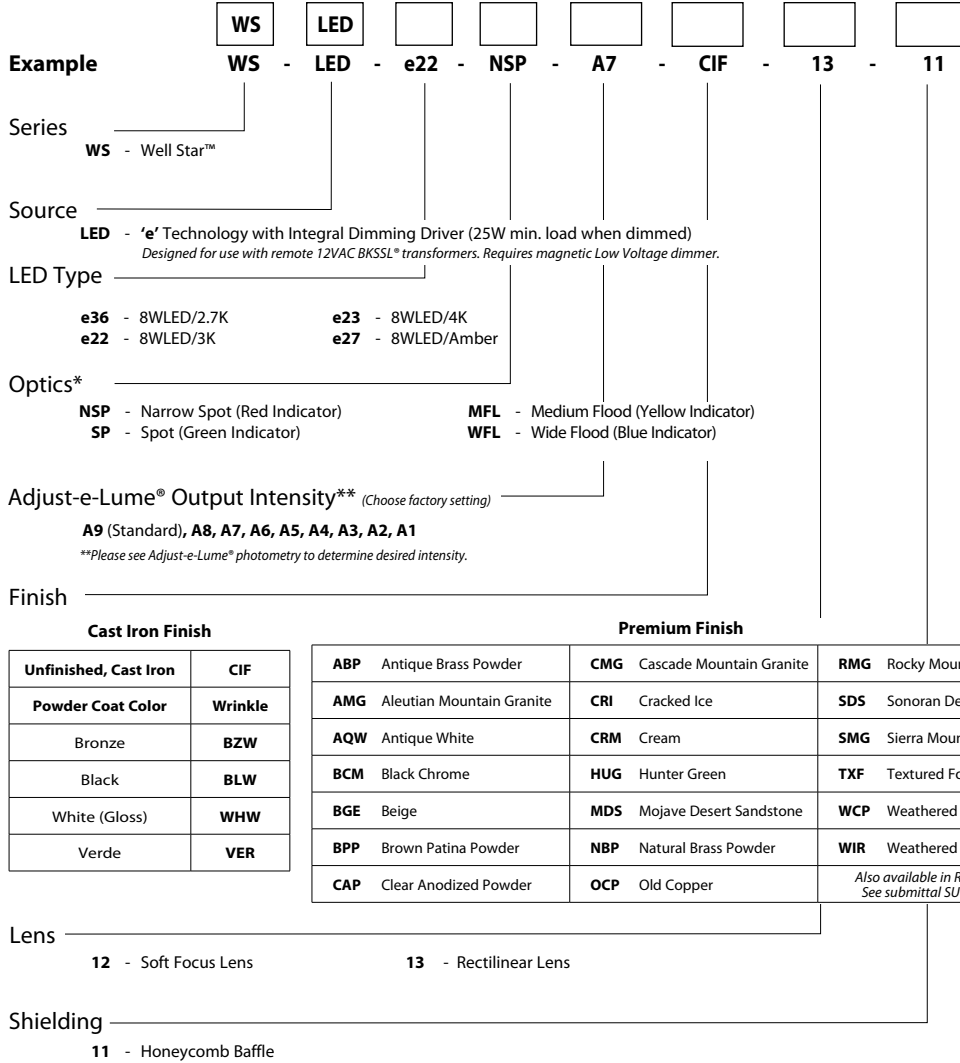 WS LED
Example WS - LED - e22 - NSP - A7 - CIF - 13 - 11
Series
WS - Well Star™
Source
LED - 'e' Technology with Integral Dimming Driver (25W min. load when dimmed)
Designed for use with remote 12VAC BKSSL® transformers. Requires magnetic Low Voltage dimmer.
LED Type
e36 - 8WLED/2.7K e23 - 8WLED/4K
e22 - 8WLED/3K e27 - 8WLED/Amber
Optics*
NSP - Narrow Spot (Red Indicator) MFL - Medium Flood (Yellow Indicator)
SP - Spot (Green Indicator) WFL - Wide Flood (Blue Indicator)
Adjust-e-Lume® Output Intensity** (Choose factory setting)
A9 (Standard), A8, A7, A6, A5, A4, A3, A2, A1
**Please see Adjust-e-Lume® photometry to determine desired intensity.
Finish
Cast Iron Finish
Unfinished, Cast Iron CIF
Powder Coat Color Wrinkle
Bronze BZW
Black BLW
White (Gloss) WHW
Verde VER
Premium Finish
ABP Antique Brass Powder CMG Cascade Mountain Granite RMG Rocky
AMG Aleutian Mountain Granite CRI Cracked Ice SDS Sonoran
AQW Antique White CRM Cream SMG Sierra
BCM Black Chrome HUG Hunter Green TXF Textured
BGE Beige MDS Mojave Desert Sandstone WCP Weathered
BPP Brown Patina Powder NBP Natural Brass Powder WIR Weathered
CAP Clear Anodized Powder OCP Old Copper Also available in
See submittal
Lens
12 - Soft Focus Lens 13 - Rectilinear Lens
Shielding
11 - Honeycomb Baffle